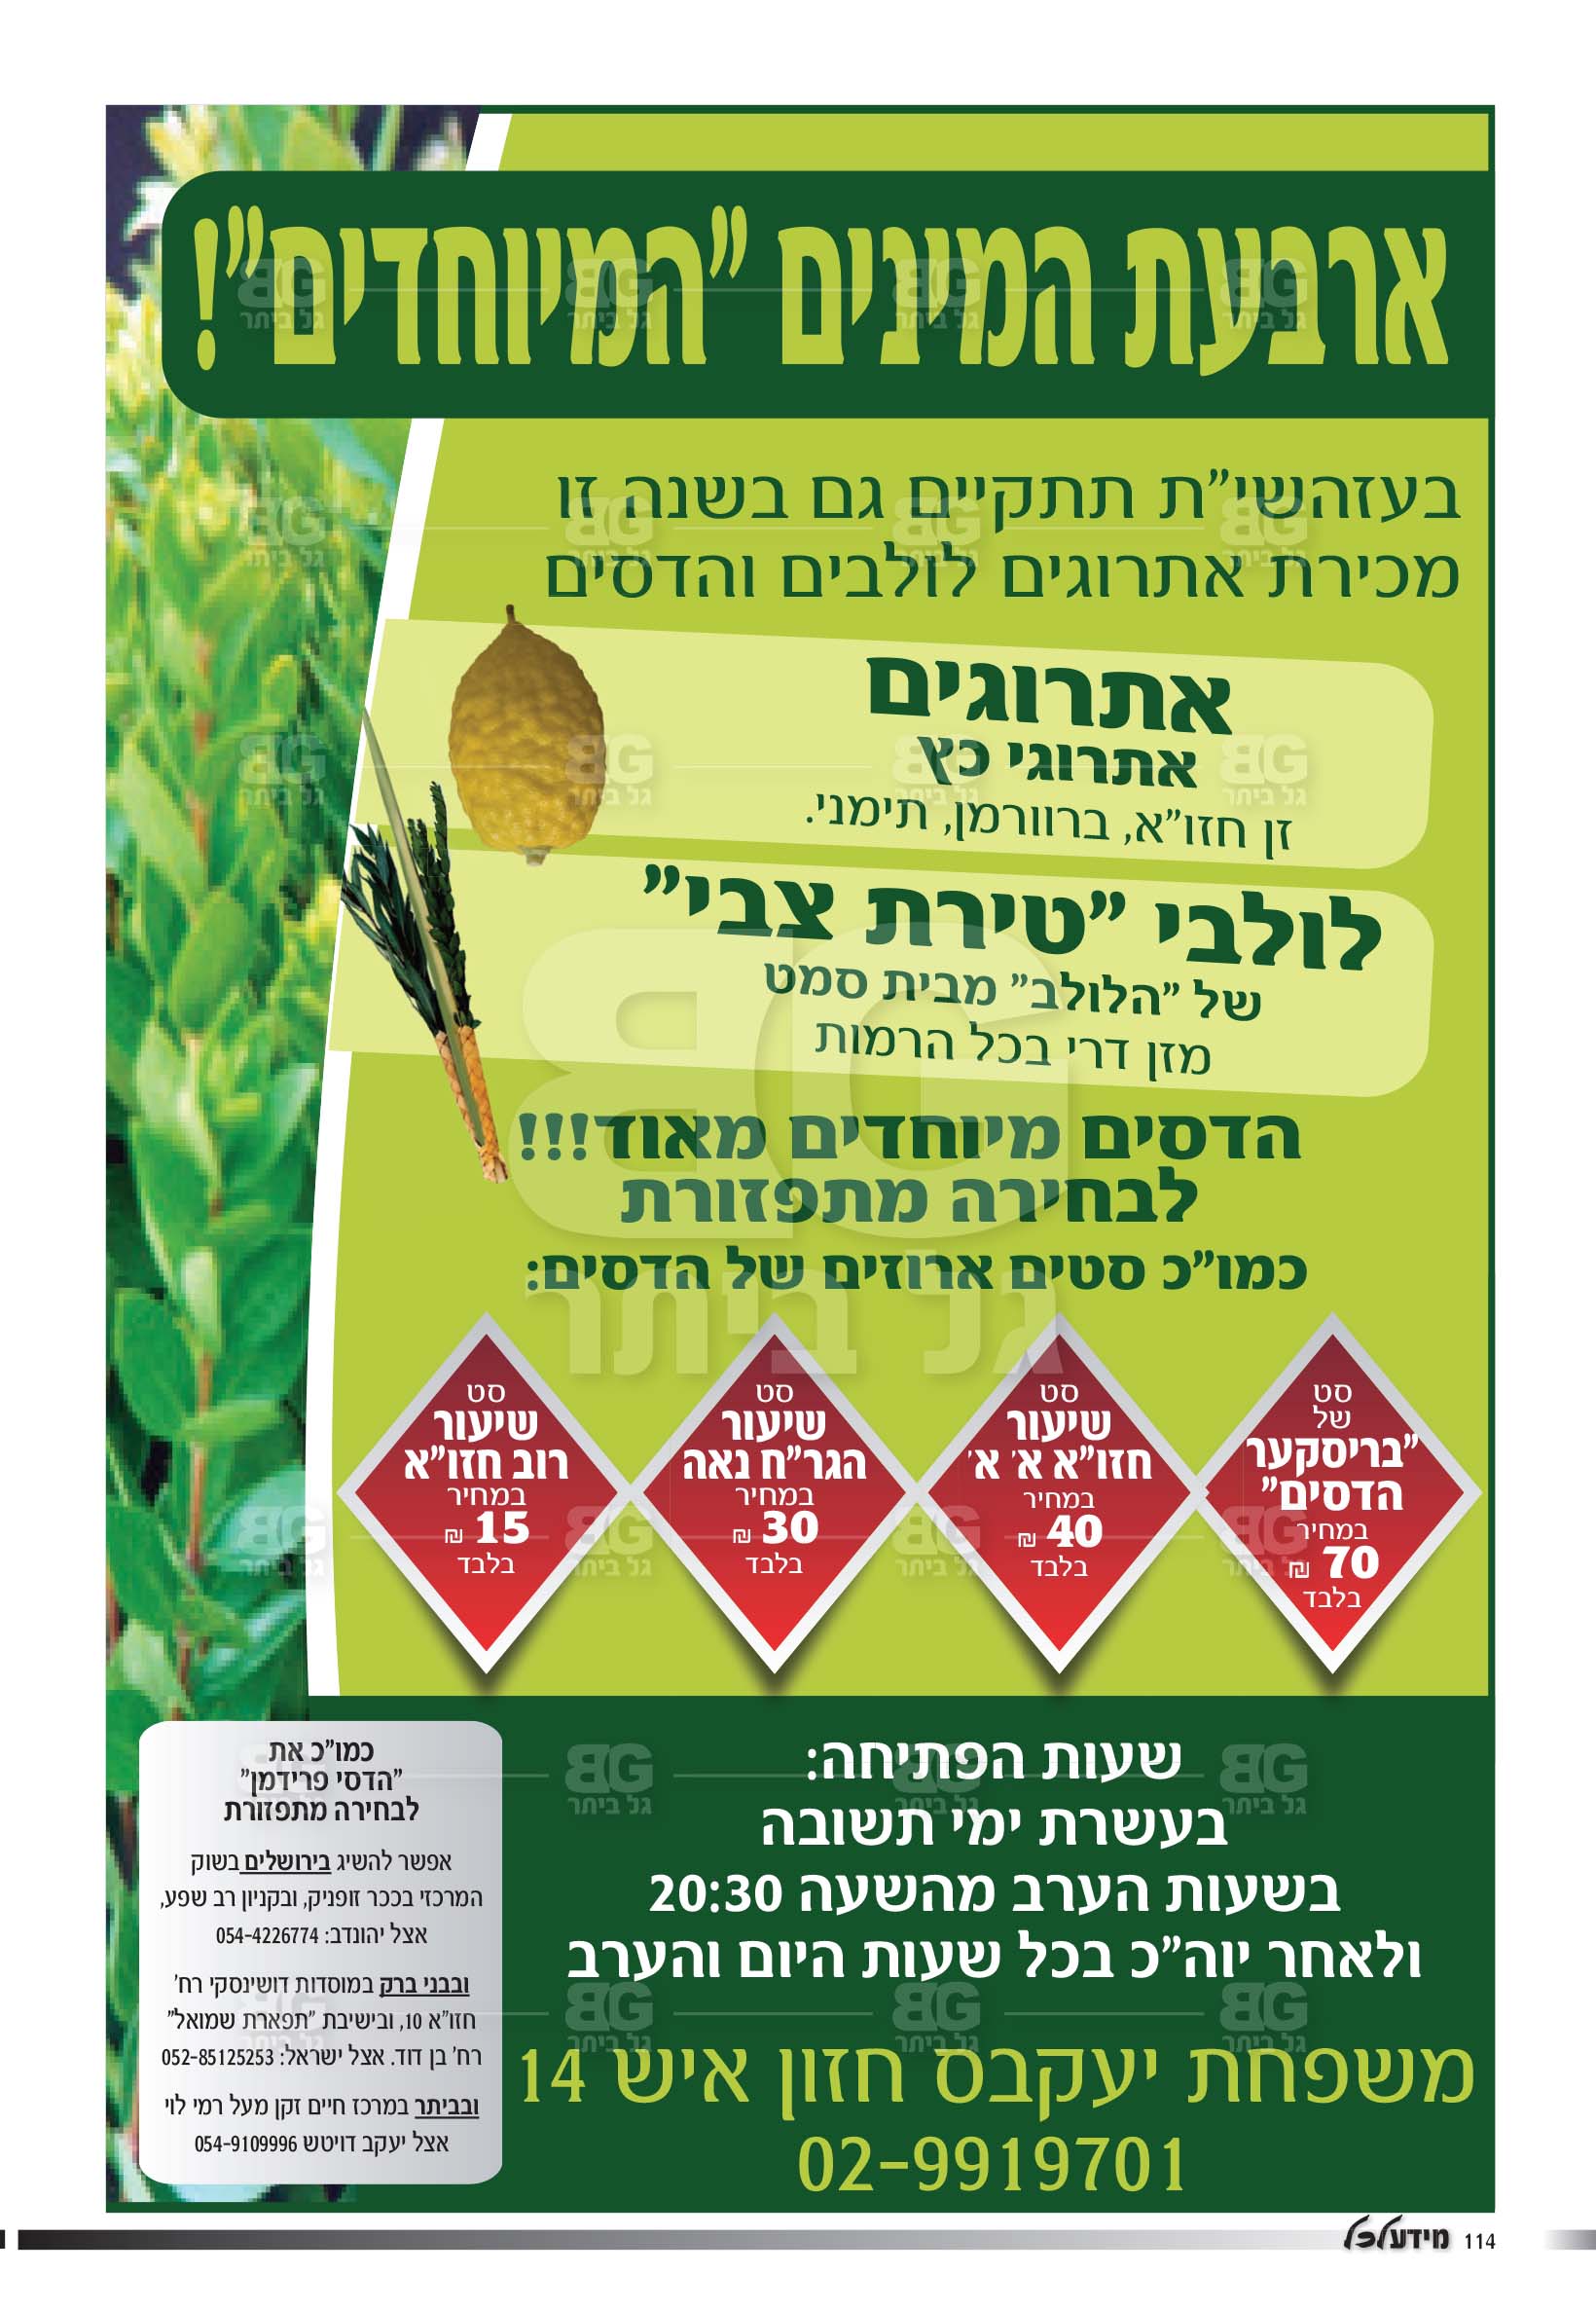 ארבעת המינים "המיוחדים"!
בעזהשי"ת תתקיים גם בשנה זו
מכירת אתרוגים לולבים והדסים
אתרוגים
אתרוגי כץ
זן חזו"א, ברוורמן, תימני.
לולבי "טירת צבי"
של "הלולב" מבית סמט
מזן דרי בכל הרמות
הדסים מיוחדים מאוד!!!
לבחירה מתפזורת
כמו"כ סטים ארוזים של הדסים:
סט
של
"בריסקער
הדסים"
במחיר
70 ₪
בלבד
סט
שיעור
חזו"א א' א'
במחיר
40 ₪
בלבד
סט
שיעור
הגר"ח נאה
במחיר
30 ₪
בלבד
סט
שיעור
רוב חזו"א
במחיר
15 ₪
בלבד
שעות הפתיחה:
בעשרת ימי תשובה
בשעות הערב מהשעה 20:30
ולאחר יוה"כ בכל שעות היום והערב
משפחת יעקבס חזון איש 14
02-9919701
כמו"כ את
"הדסי פרידמן"
לבחירה מתפזורת
אפשר להשיג בירושלים בשוק
המרכזי בככר זופניק, ובקניון רב שפע,
אצל יהונדב: 054-4226774
ובבני ברק במוסדות דושינסקי רח'
חזו"א 10, ובישיבת "תפארת שמואל"
רח' בן דוד. אצל ישראל: 052-85125253
ובביתר במרכז חיים זקן מעל רמי לוי
אצל יעקב דויטש 054-9109996
BG
גל ביתר
114 מידע לכל